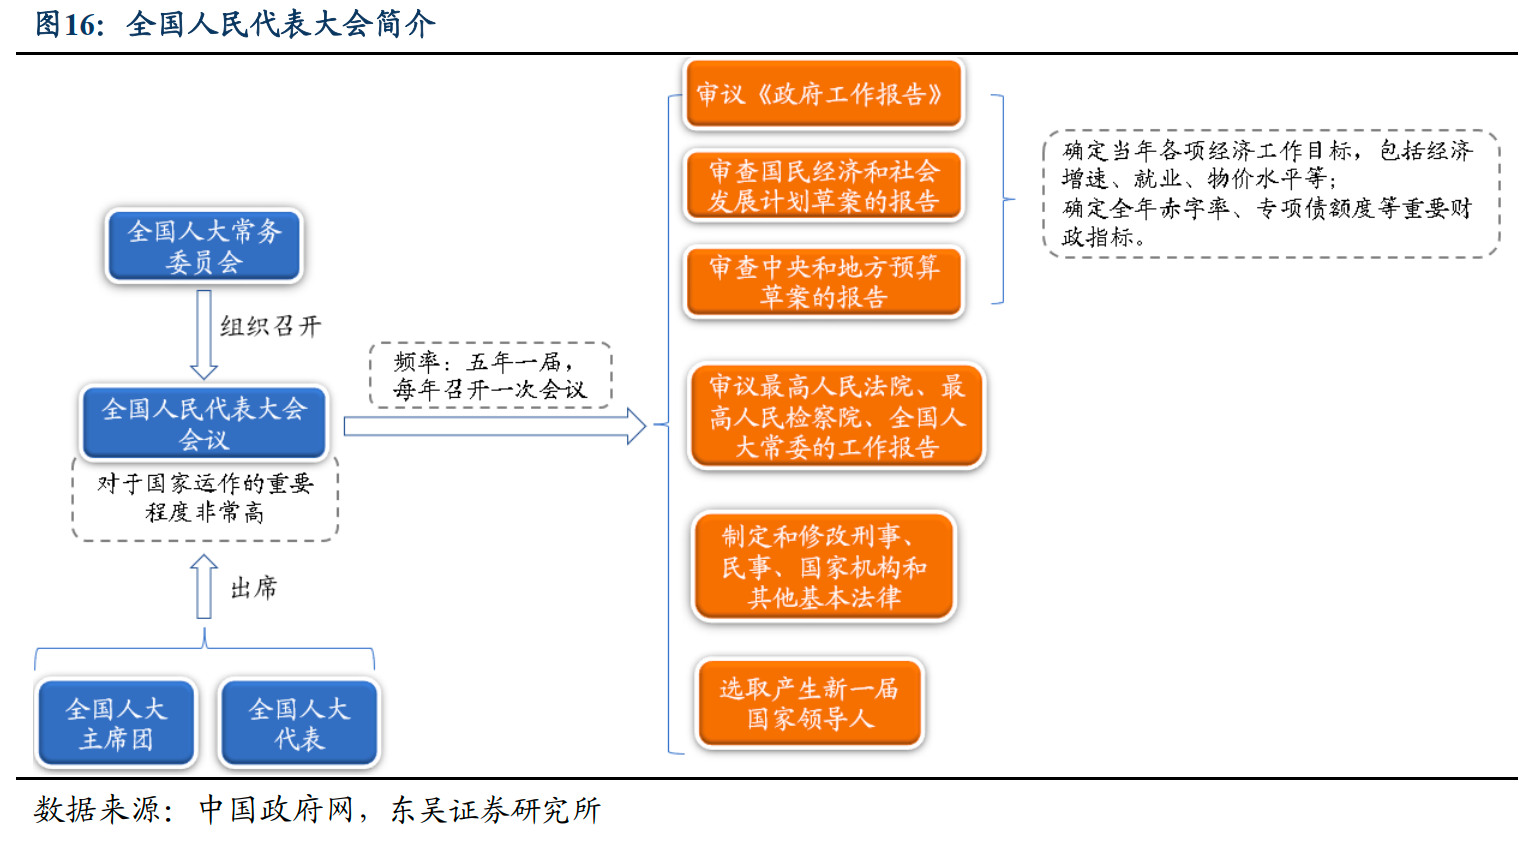 图16：全国人民代表大会简介
全国人大常务
委员会
组织召开
全国人民代表大会
会议
对于国家运作的重要
程度非常高
出席
全国人大
主席团
全国人大
代表
频率：五年一届，
每年召开一次会议
审议《政府工作报告》
审查国民经济和社会
发展计划草案的报告
审查中央和地方预算
草案的报告
确定当年各项经济工作目标，包括经济
增速、就业、物价水平等；
确定全年赤字率、专项债额度等重要财
政指标。
审议最高人民法院、最
高人民检察院、全国人
大常委的工作报告
制定和修改刑事、
民事、国家机构和
其他基本法律
选取产生新一届
国家领导人
数据来源：中国政府网，东吴证券研究所